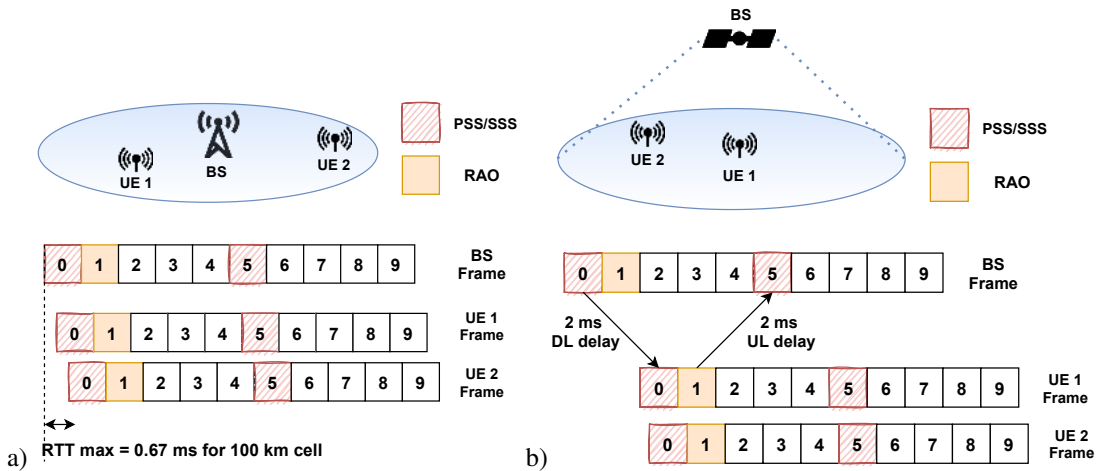 BS
UE 1
UE 2
PSS/SSS
RAO
0 1 2 3 4 5 6 7 8 9
BS
Frame
0 1 2 3 4 5 6 7 8 9
UE 1
Frame
0 1 2 3 4 5 6 7 8 9
UE 2
Frame
RTT max = 0.67 ms for 100 km cell
a)
BS
UE 2
UE 1
PSS/SSS
RAO
0 1 2 3 4 5 6 7 8 9
BS
Frame
2 ms
DL delay
2 ms
UL delay
0 1 2 3 4 5 6 7 8 9
UE 1
Frame
0 1 2 3 4 5 6 7 8 9
UE 2
Frame
b)